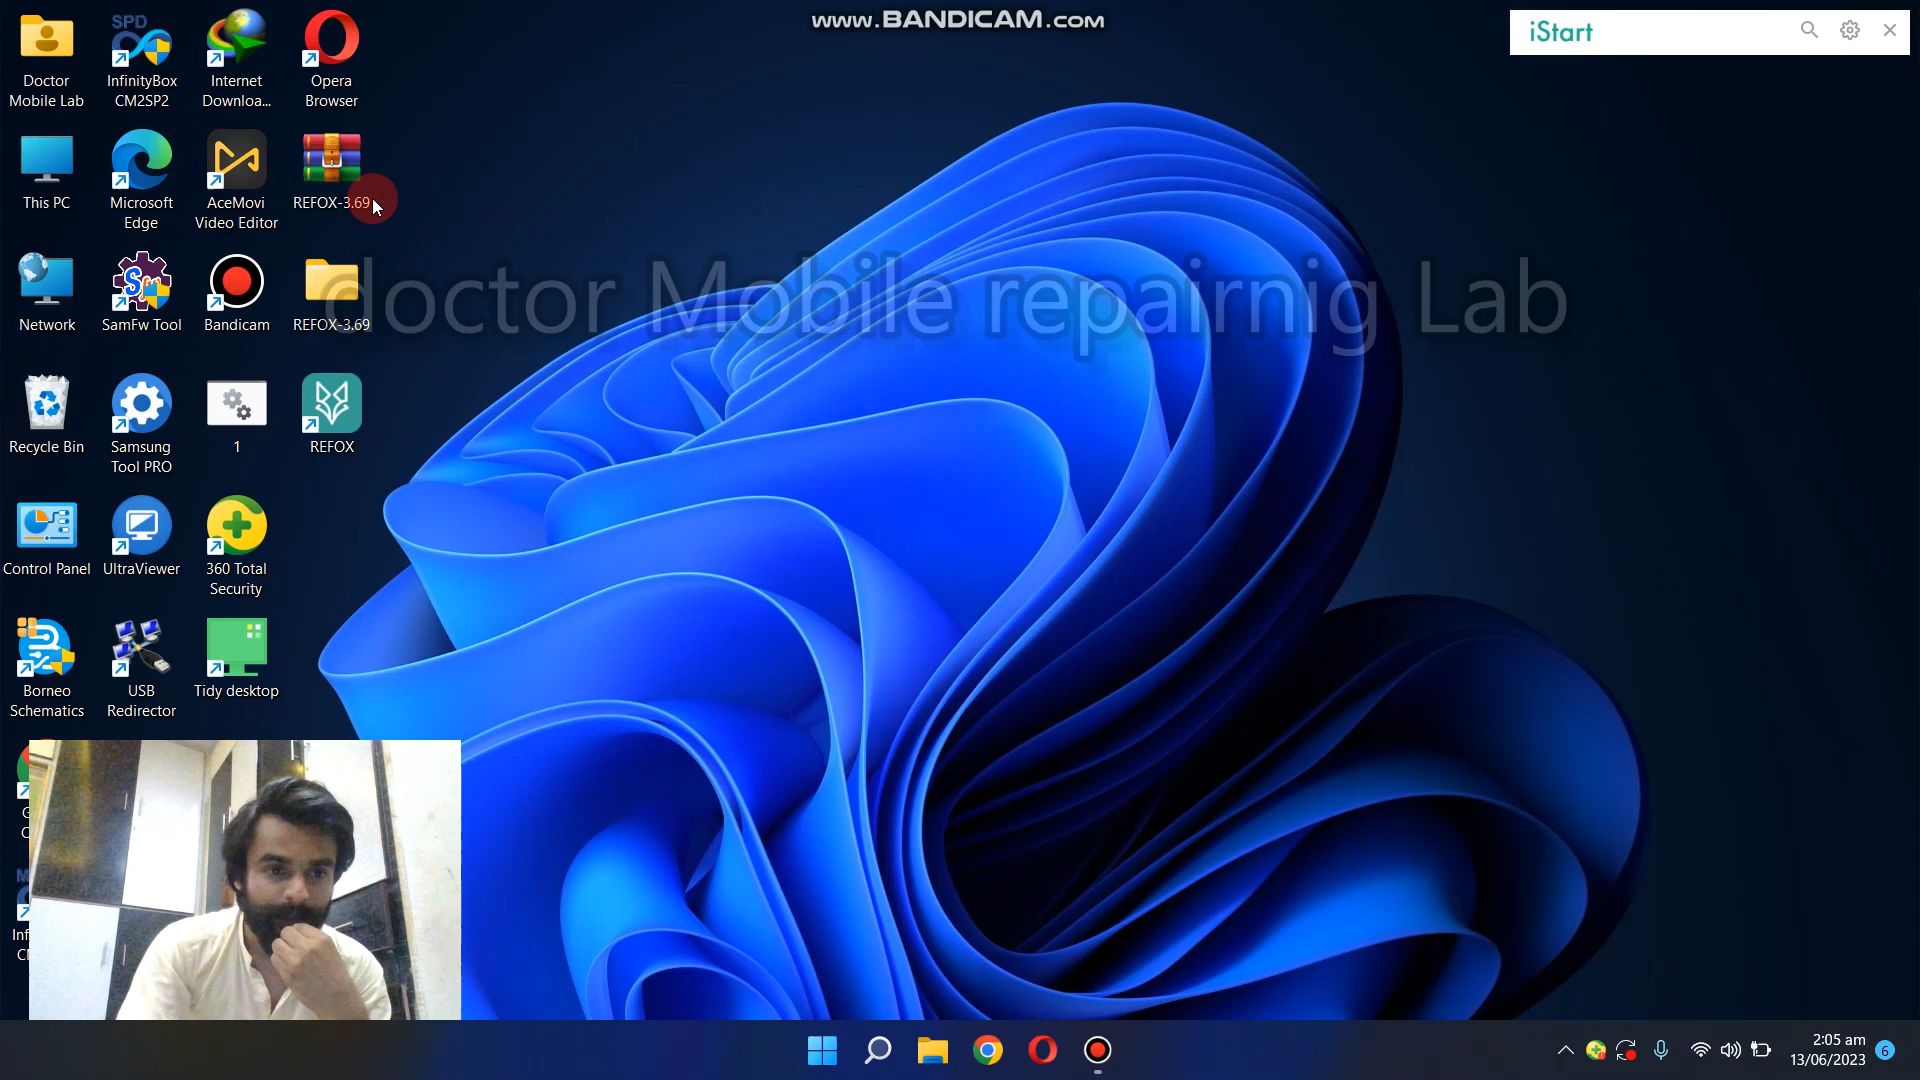 www.BANDICAM.com
iStart
doctor Mobile repairnig Lab
Doctor
Mobile Lab
SPD
InfinityBox
CM2SP2
Internet
Downloa...
Opera
Browser
This PC
Microsoft
Edge
AceMovi
Video Editor
REFOX-3.69
Network
SamFw Tool
Bandicam
REFOX-3.69
Recycle Bin
Samsung
Tool PRO
1
REFOX
Control Panel
UltraViewer
360 Total
Security
Borneo
Schematics
USB
Redirector
Tidy desktop
2:05 am
13/06/2023
6